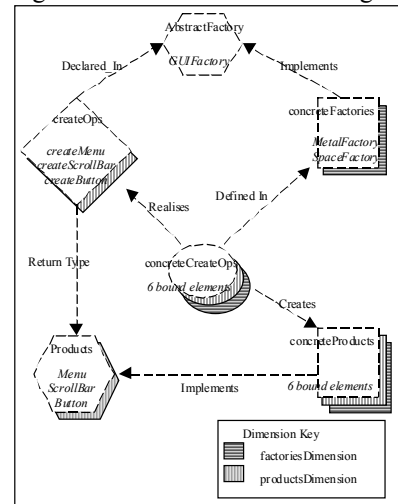 AbstractFactory
GUIFactory
Declared_In
Implements
createOps
createMenu
createScrollBar
createButton
concreteFactories
MetalFactory
SpaceFactory
Realises
Defined In
Return Type
concreteCreateOps
6 bound elements
Creates
Products
Menu
ScrollBar
Button
Implements
concreteProducts
6 bound elements
Dimension Key
factoriesDimension
productsDimension